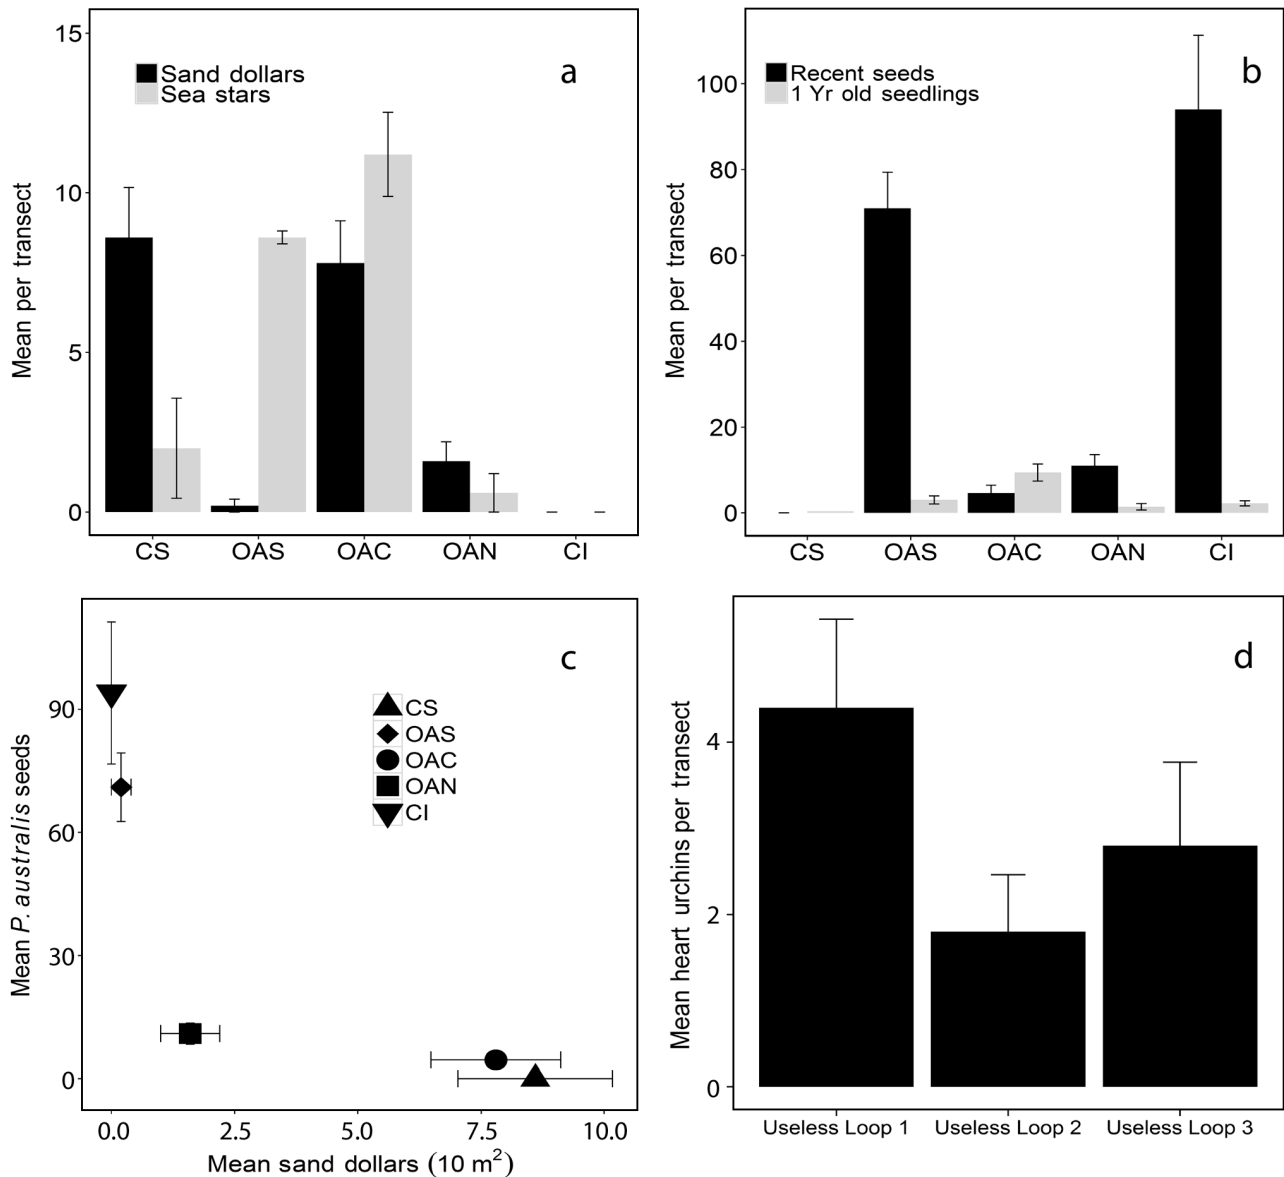 15
10
5
0
Mean per transect
Sand dollars
Sea stars
a
CS OAS OAC OAN CI
100
80
60
40
20
0
Mean per transect
Recent seeds
1 Yr old seedlings
b
CS OAS OAC OAN CI
90
60
30
0
Mean P. australis seeds
c
CS
OAS
OAC
OAN
CI
0.0 2.5 5.0 7.5 10.0
Mean sand dollars (10 m²)
4
2
0
Mean heart urchins per transect
d
Useless Loop 1 Useless Loop 2 Useless Loop 3